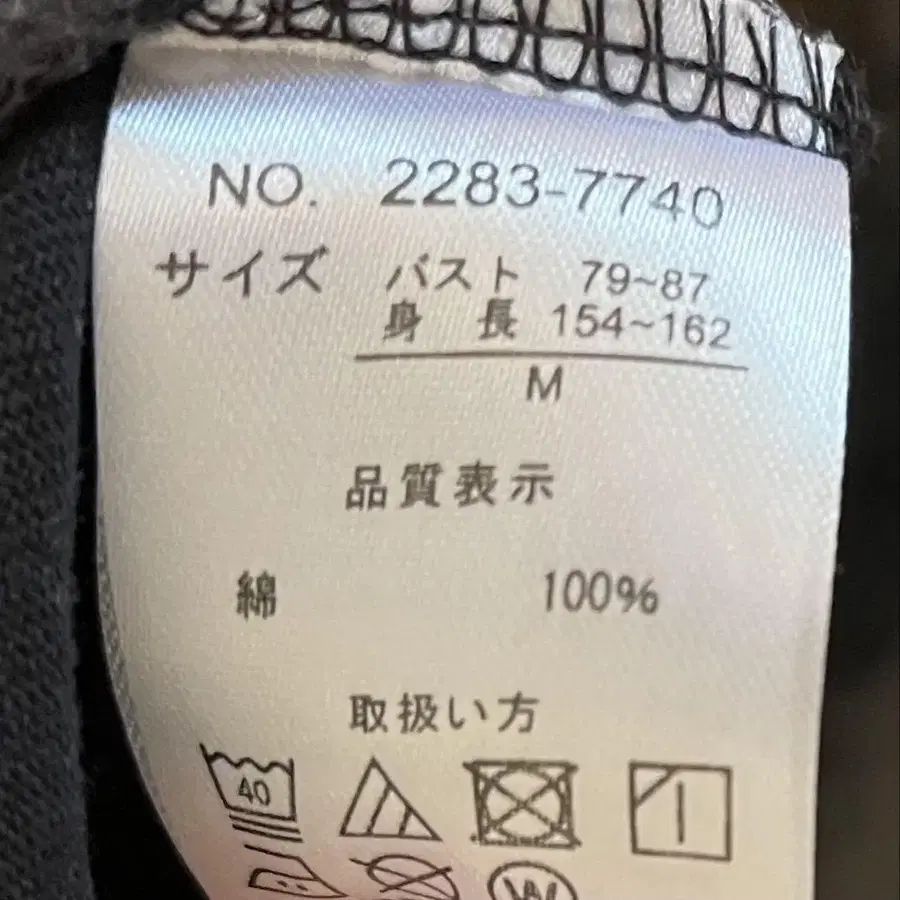 NO. 2283-7740
サイズ バスト 79~87
身長 154~162
M
品質表示
綿 100%
取扱い方
40
W